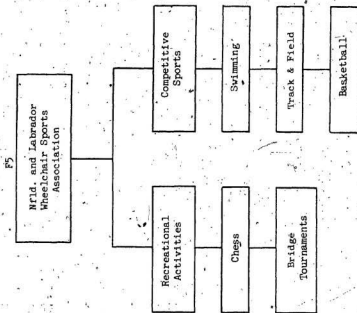 F5
Nfld. and Labrador
Wheelchair Sports
Association
Recreational
Activities
Competitive
Sports
Chess
Swimming
Bridge
Tournaments
Track & Field
Basketball